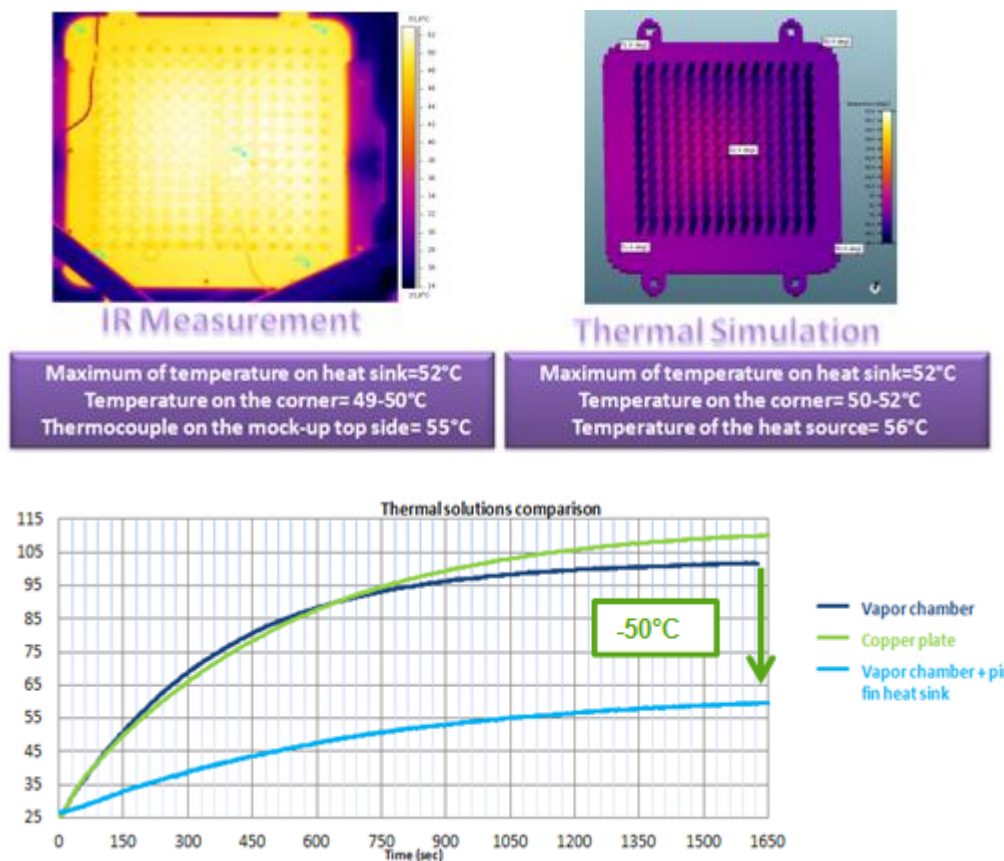 IR Measurement
Thermal Simulation
Maximum of temperature on heat sink=52°C
Temperature on the corner= 49-50°C
Thermocouple on the mock-up top side= 55°C
Maximum of temperature on heat sink=52°C
Temperature on the corner= 50-52°C
Temperature of the heat source= 56°C
Thermal solutions comparison
115
105
95
85
75
65
55
45
35
25
0 150 300 450 600 750 900 1050 1200 1350 1500 1650
Time (sec)
-50°C
Vapor chamber
Copper plate
Vapor chamber + pi
fin heat sink